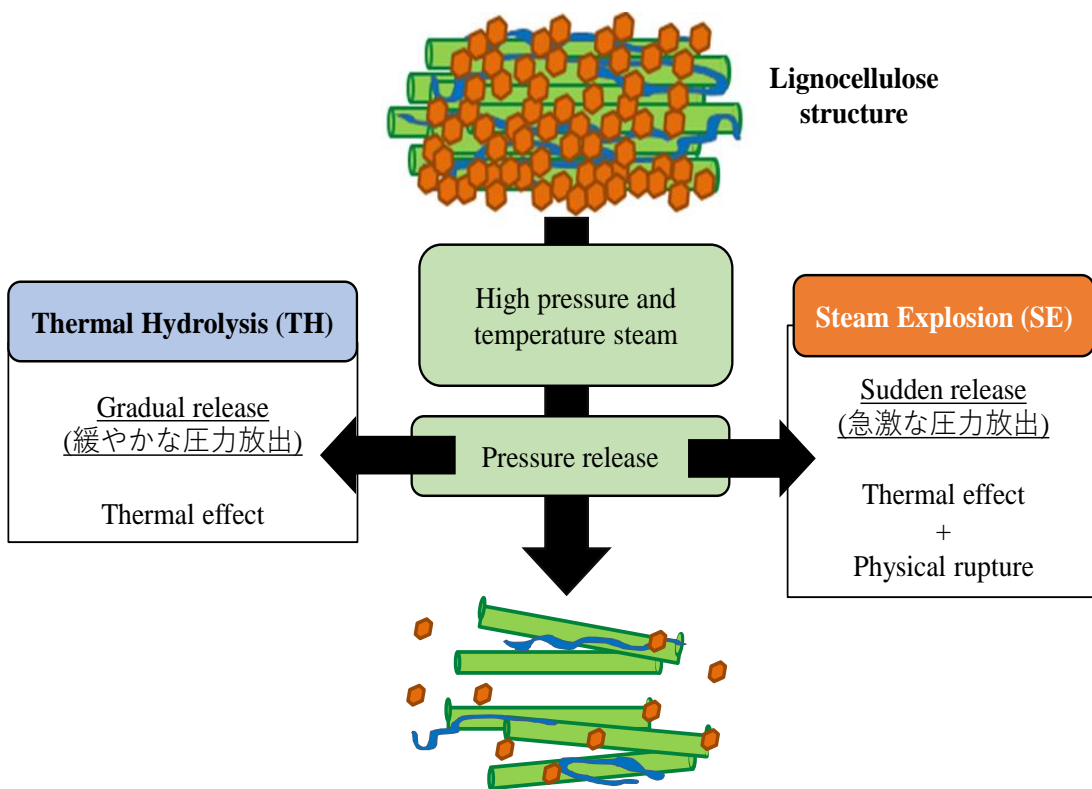 Lignocellulose
structure
High pressure and
temperature steam
Thermal Hydrolysis (TH)
Gradual release
(緩やかな圧力放出)
Thermal effect
Pressure release
Steam Explosion (SE)
Sudden release
(急激な圧力放出)
Thermal effect
+
Physical rupture